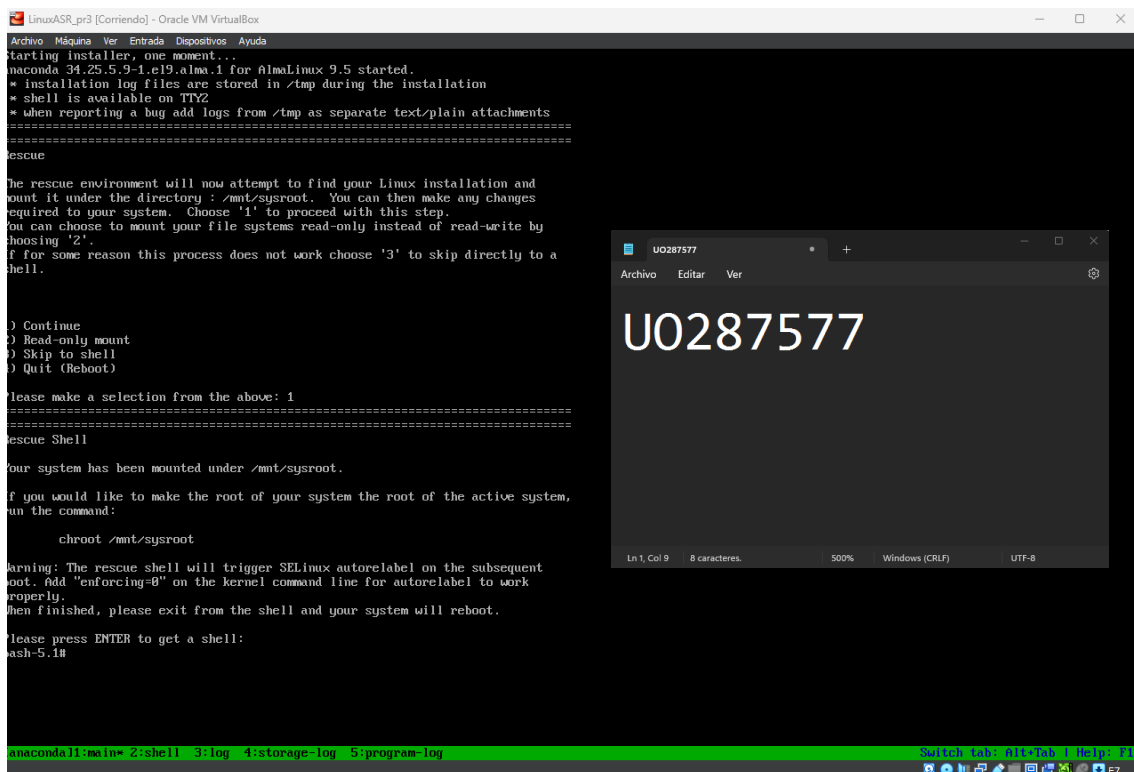 LinuxASR_pr3 [Corriendo] - Oracle VM VirtualBox
Archivo Máquina Ver Entrada Dispositivos Ayuda
Starting installer, one moment...
anaconda 34.25.5.9-1.el9.alma.1 for AlmaLinux 9.5 started.
* installation log files are stored in /tmp during the installation
* shell is available on TTY2
* when reporting a bug add logs from /tmp as separate text/plain attachments
================================================================================
================================================================================
Rescue
The rescue environment will now attempt to find your Linux installation and
mount it under the directory : /mnt/sysroot. You can then make any changes
required to your system. Choose '1' to proceed with this step.
You can choose to mount your file systems read-only instead of read-write by
choosing '2'.
If for some reason this process does not work choose '3' to skip directly to a
shell.
1) Continue
2) Read-only mount
3) Skip to shell
4) Quit (Reboot)
Please make a selection from the above: 1
================================================================================
================================================================================
Rescue Shell
Your system has been mounted under /mnt/sysroot.
If you would like to make the root of your system the root of the active system,
run the command:
chroot /mnt/sysroot
Warning: The rescue shell will trigger SELinux autorelabel on the subsequent
boot. Add "enforcing=0" on the kernel command line for autorelabel to work
properly.
When finished, please exit from the shell and your system will reboot.
Please press ENTER to get a shell:
bash-5.1#
[anaconda]1:main* 2:shell 3:log 4:storage-log 5:program-log Switch tab: Alt+Tab | Help: F1
UO287577
Archivo Editar Ver
UO287577
Ln 1, Col 9 8 caracteres. 500% Windows (CRLF) UTF-8